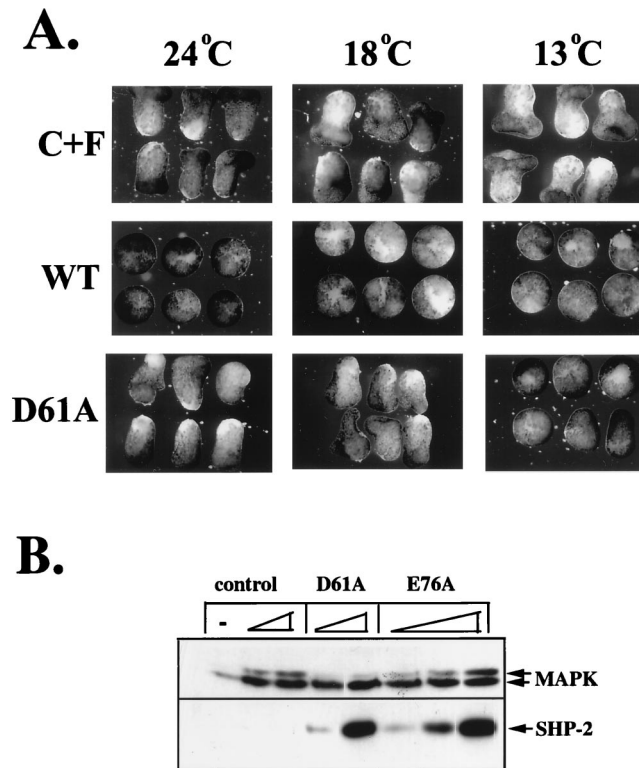 A.
24°C 18°C 13°C
C+F
WT
D61A
B.
control D61A E76A
-
MAPK
SHP-2